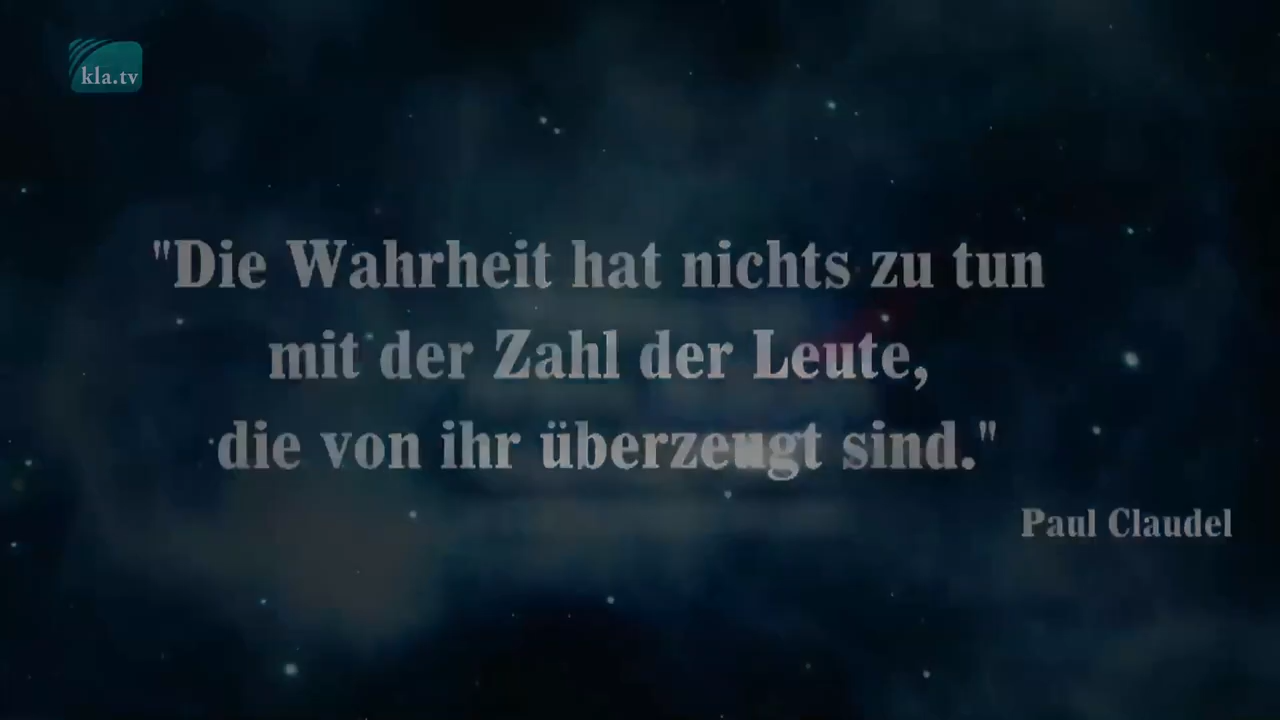 kla.tv
"Die Wahrheit hat nichts zu tun
mit der Zahl der Leute,
die von ihr überzeugt sind."
Paul Claudel